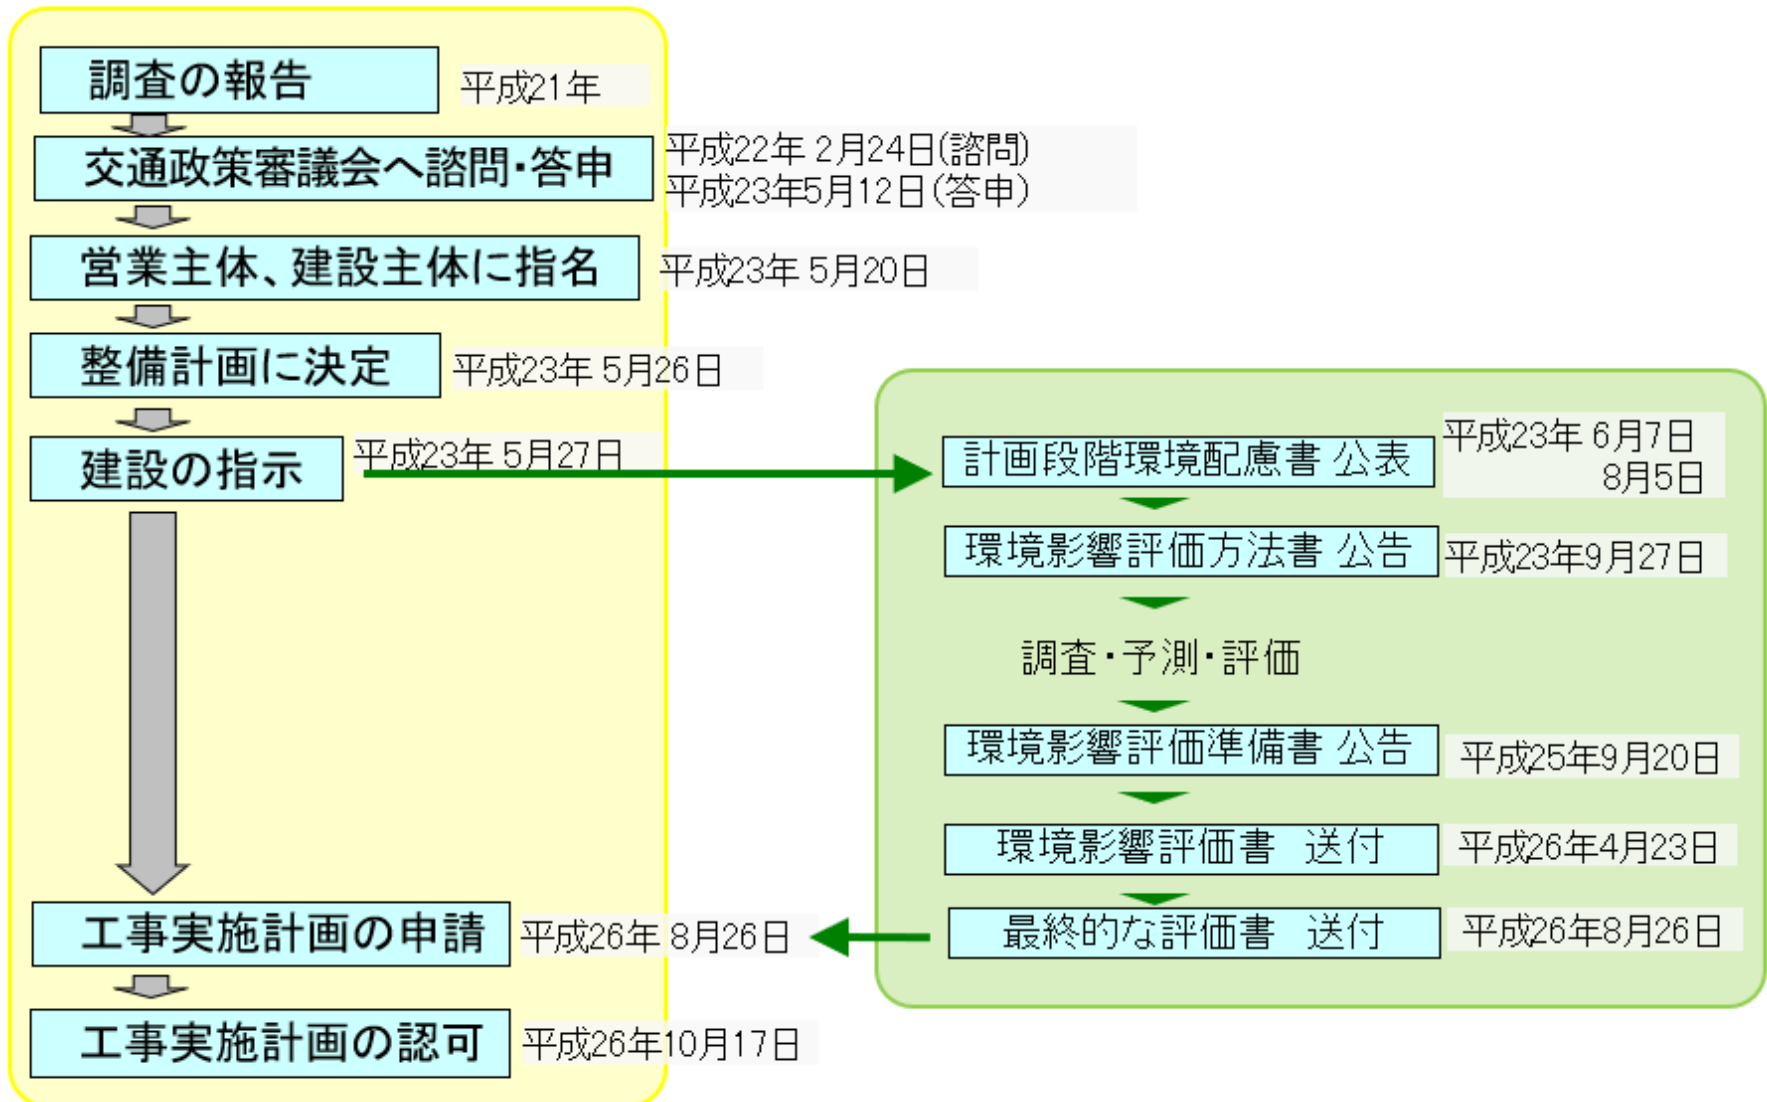 調査の報告
平成21年
交通政策審議会へ諮問・答申
平成22年 2月24日(諮問)
平成23年5月12日(答申)
営業主体、建設主体に指名
平成23年 5月20日
整備計画に決定
平成23年 5月26日
建設の指示
平成23年 5月27日
計画段階環境配慮書 公表
平成23年 6月7日
8月5日
環境影響評価方法書 公告
平成23年9月27日
調査・予測・評価
環境影響評価準備書 公告
平成25年9月20日
環境影響評価書 送付
平成26年4月23日
最終的な評価書 送付
平成26年8月26日
工事実施計画の申請
平成26年 8月26日
工事実施計画の認可
平成26年10月17日